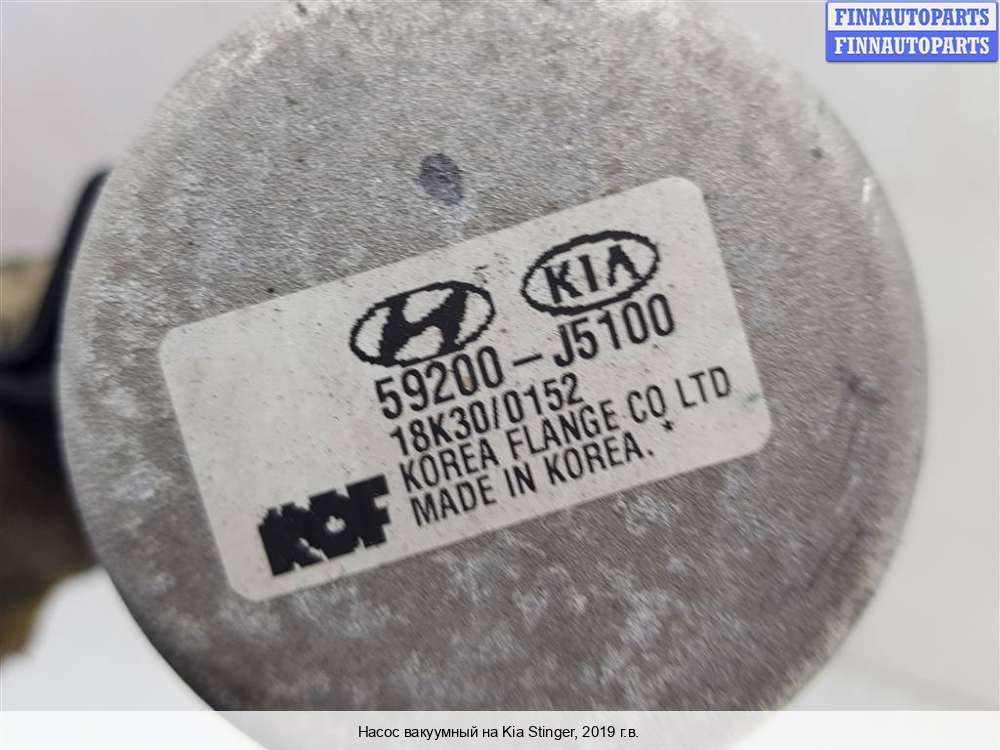 FINNAUTOPARTS
FINNAUTOPARTS
KIA
59200-J5100
18K30/0152
KOREA FLANGE CO LTD
MADE IN KOREA. *
KOF
Насос вакуумный на Kia Stinger, 2019 г.в.